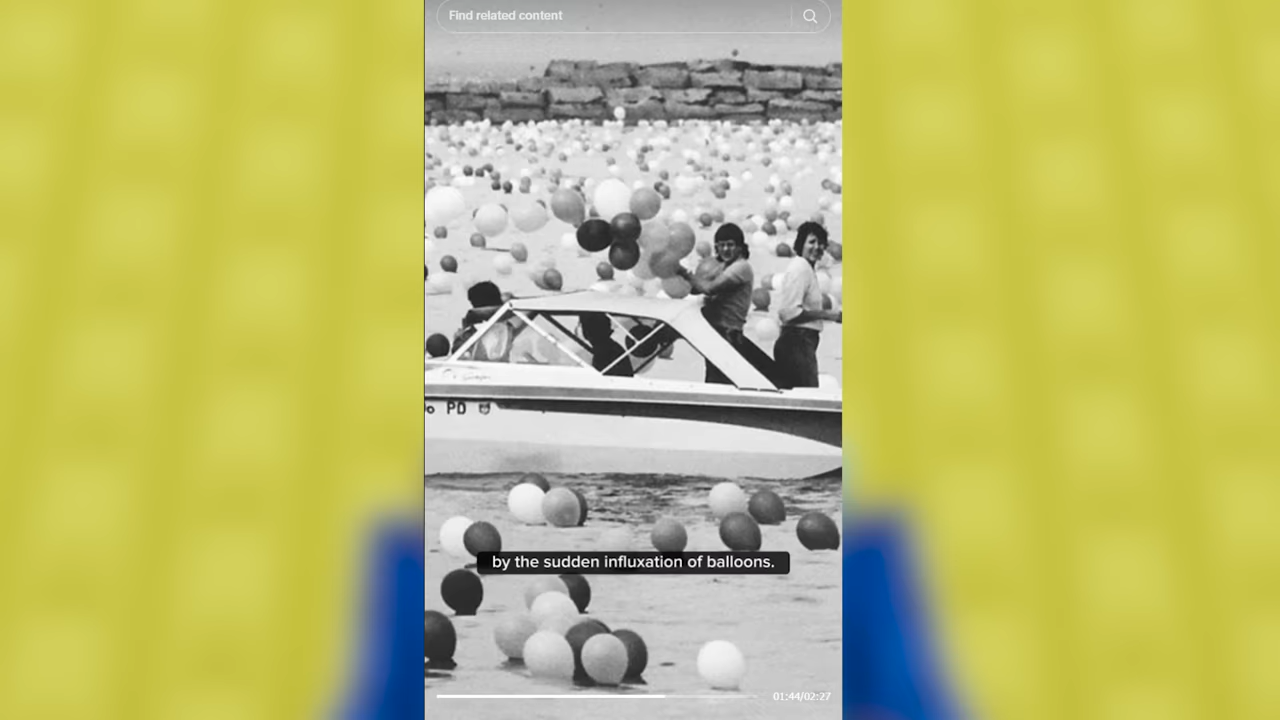 Find related content
PD
by the sudden influxation of balloons.
01:44/02:27